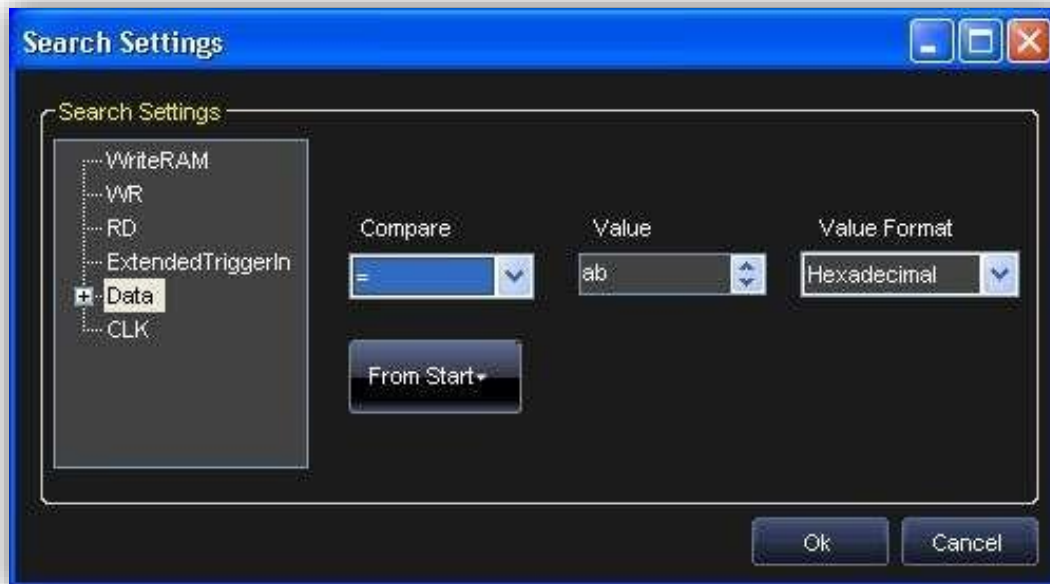 Search Settings
Search Settings
WriteRAM
WR
RD
ExtendedTriggerIn
Data
CLK
Compare
Value
Value Format
=
ab
Hexadecimal
From Start
Ok
Cancel